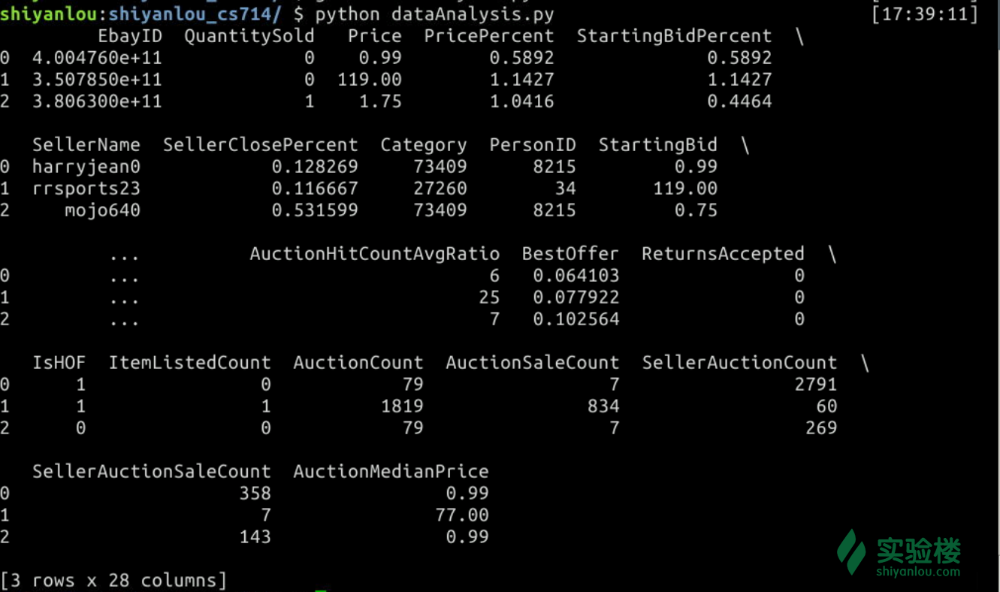 shiyanlou:shiyanlou_cs714/ $ python dataAnalysis.py [17:39:11]
EbayID QuantitySold Price PricePercent StartingBidPercent \
0 4.004760e+11 0 0.99 0.5892 0.5892
1 3.507850e+11 0 119.00 1.1427 1.1427
2 3.806300e+11 1 1.75 1.0416 0.4464
SellerName SellerClosePercent Category PersonID StartingBid \
0 harryjean0 0.128269 73409 8215 0.99
1 rrsports23 0.116667 27260 34 119.00
2 mojo640 0.531599 73409 8215 0.75
... AuctionHitCountAvgRatio BestOffer ReturnsAccepted \
0 ... 6 0.064103 0
1 ... 25 0.077922 0
2 ... 7 0.102564 0
IsHOF ItemListedCount AuctionCount AuctionSaleCount SellerAuctionCount \
0 1 0 79 7 2791
1 1 1 1819 834 60
2 0 0 79 7 269
SellerAuctionSaleCount AuctionMedianPrice
0 358 0.99
1 7 77.00
2 143 0.99
[3 rows x 28 columns]
实验楼
shiyanlou.com